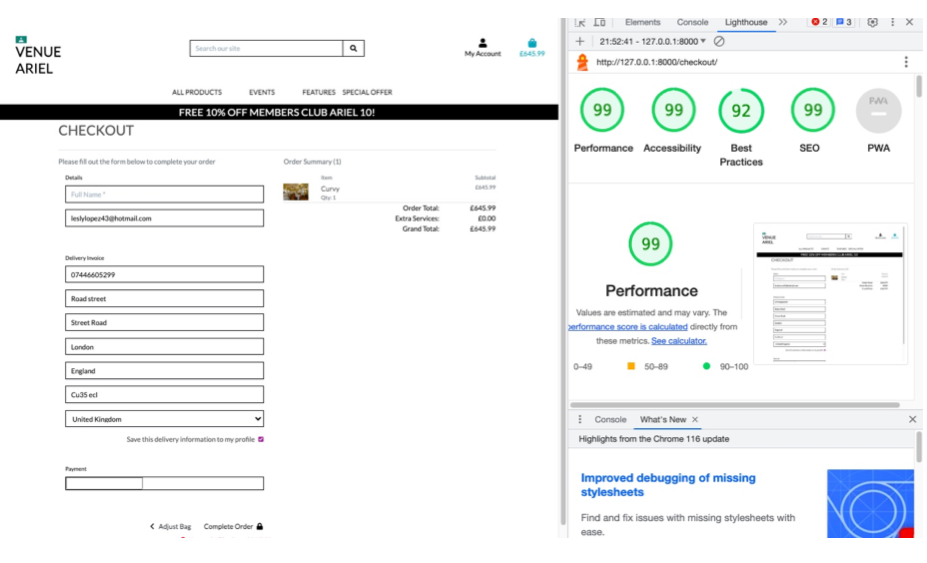 VENUE
ARIEL
Search our site
My Account
£645.99
ALL PRODUCTS EVENTS FEATURES SPECIAL OFFER
FREE 10% OFF MEMBERS CLUB ARIEL 10!
CHECKOUT
Please fill out the form below to complete your order
Details
Full Name *
leslylopez43@hotmail.com
Delivery Invoice
07446605299
Road street
Street Road
London
England
Cu35 ecl
United Kingdom
Save this delivery information to my profile
Payment
Adjust Bag Complete Order
Order Summary (1)
Item Subtotal
Curvy £645.99
Qty: 1
Order Total: £645.99
Extra Services: £0.00
Grand Total: £645.99
Elements Console Lighthouse 2 3
21:52:41 - 127.0.0.1:8000
http://127.0.0.1:8000/checkout/
99 99 92 99 PWA
Performance Accessibility Best Practices SEO PWA
99
Performance
Values are estimated and may vary. The
performance score is calculated directly from
these metrics. See calculator.
0–49 50–89 90–100
VENUE
ARIEL
CHECKOUT
Console What's New
Highlights from the Chrome 116 update
Improved debugging of missing
stylesheets
Find and fix issues with missing stylesheets with
ease.